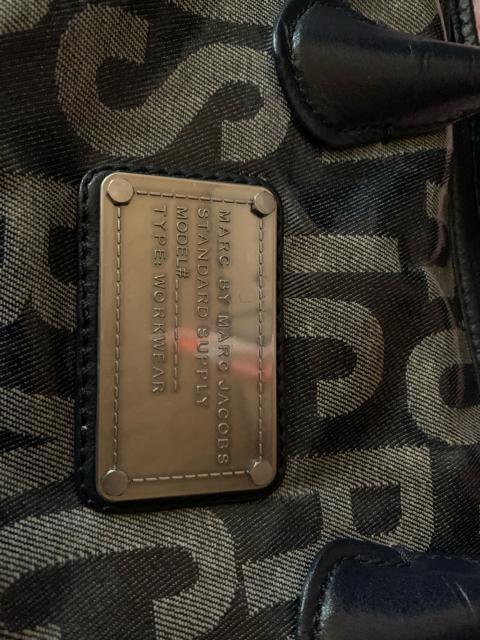 MARC BY MARC JACOBS
STANDARD SUPPLY
MODEL# _ _ _ _ _ _ _ _
TYPE: WORKWEAR